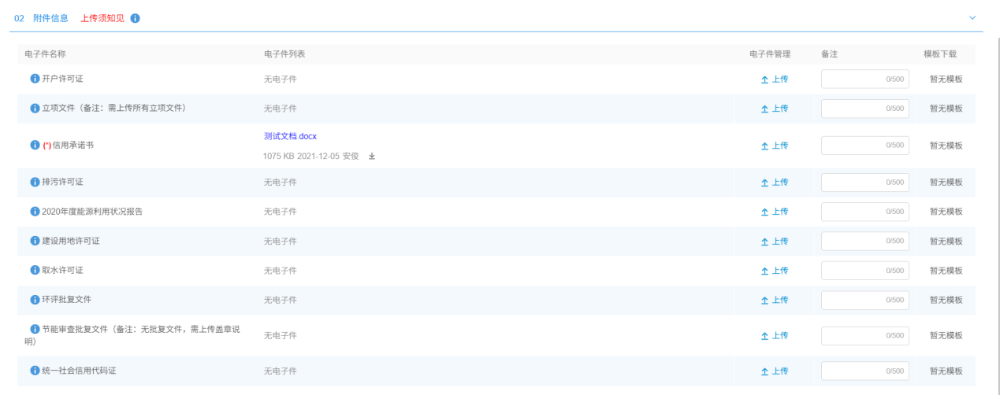 02 附件信息 上传须知见
电子件名称 电子件列表 电子件管理 备注 模板下载
开户许可证 无电子件 上传 0/500 暂无模板
立项文件（备注：需上传所有立项文件） 无电子件 上传 0/500 暂无模板
测试文档.docx
(*)信用承诺书 上传 0/500 暂无模板
1075 KB 2021-12-05 安俊
排污许可证 无电子件 上传 0/500 暂无模板
2020年度能源利用状况报告 无电子件 上传 0/500 暂无模板
建设用地许可证 无电子件 上传 0/500 暂无模板
取水许可证 无电子件 上传 0/500 暂无模板
环评批复文件 无电子件 上传 0/500 暂无模板
节能审查批复文件（备注：无批复文件，需上传盖章说
明） 无电子件 上传 0/500 暂无模板
统一社会信用代码证 无电子件 上传 0/500 暂无模板